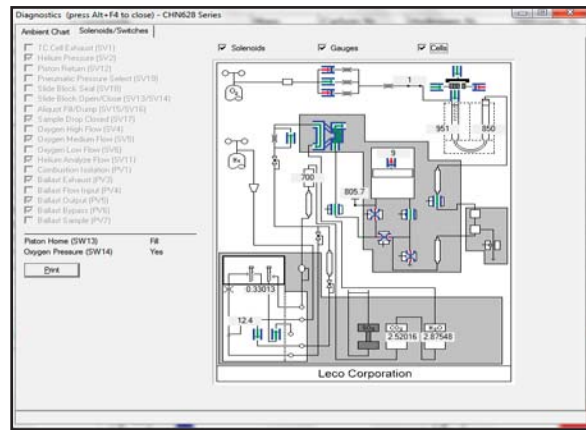 Diagnostics (press Alt+F4 to close) - CHN628 Series
Ambient Chart Solenoids/Switches
TC Cell Exhaust (SV1)
Helium Pressure (SV2)
Piston Return (SV12)
Pneumatic Pressure Select (SV19)
Slide Block Seal (SV18)
Slide Block Open/Close (SV13/SV14)
Aliquot Fill/Dump (SV15/SV16)
Sample Drop Closed (SV17)
Oxygen High Flow (SV4)
Oxygen Medium Flow (SV5)
Oxygen Low Flow (SV6)
Helium Analyze Flow (SV11)
Combustion Isolation (PV1)
Ballast Exhaust (PV3)
Ballast Flow Input (PV4)
Ballast Output (PV5)
Ballast Bypass (PV6)
Ballast Sample (PV7)
Piston Home (SW13) Fill
Oxygen Pressure (SW14) Yes
Print
Solenoids Gauges Cells
O2
1
951 850
He
9
700
805.7
0.33013
12.4
CO2 H2O
2.52016 2.87548
Leco Corporation